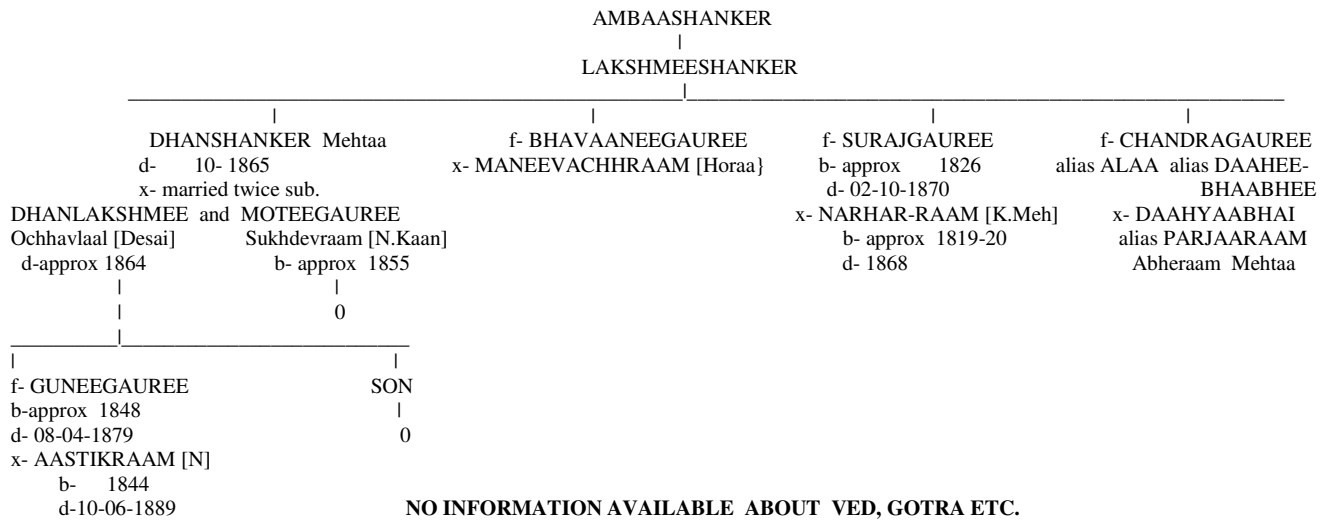 AMBAASHANKER
|
LAKSHMEESHANKER
|
| | | |
DHANSHANKER Mehtaa f- BHAVAANEEGAUREE f- SURAJGAUREE f- CHANDRAGAUREE
d- 10- 1865 x- MANEEVACHHRAAM [Horaa} b- approx 1826 alias ALAA alias DAAHEE-
x- married twice sub. d- 02-10-1870 BHAABHEE
DHANLAKSHMEE and MOTEEGAUREE x- NARHAR-RAAM [K.Meh] x- DAAHYAABHAI
Ochhavlaal [Desai] Sukhdevraam [N.Kaan] b- approx 1819-20 alias PARJAARAAM
d-approx 1864 b- approx 1855 d- 1868 Abheraam Mehtaa
| |
| 0
|
| |
f- GUNEEGAUREE SON
b-approx 1848 |
d- 08-04-1879 0
x- AASTIKRAAM [N]
b- 1844
d-10-06-1889 NO INFORMATION AVAILABLE ABOUT VED, GOTRA ETC.